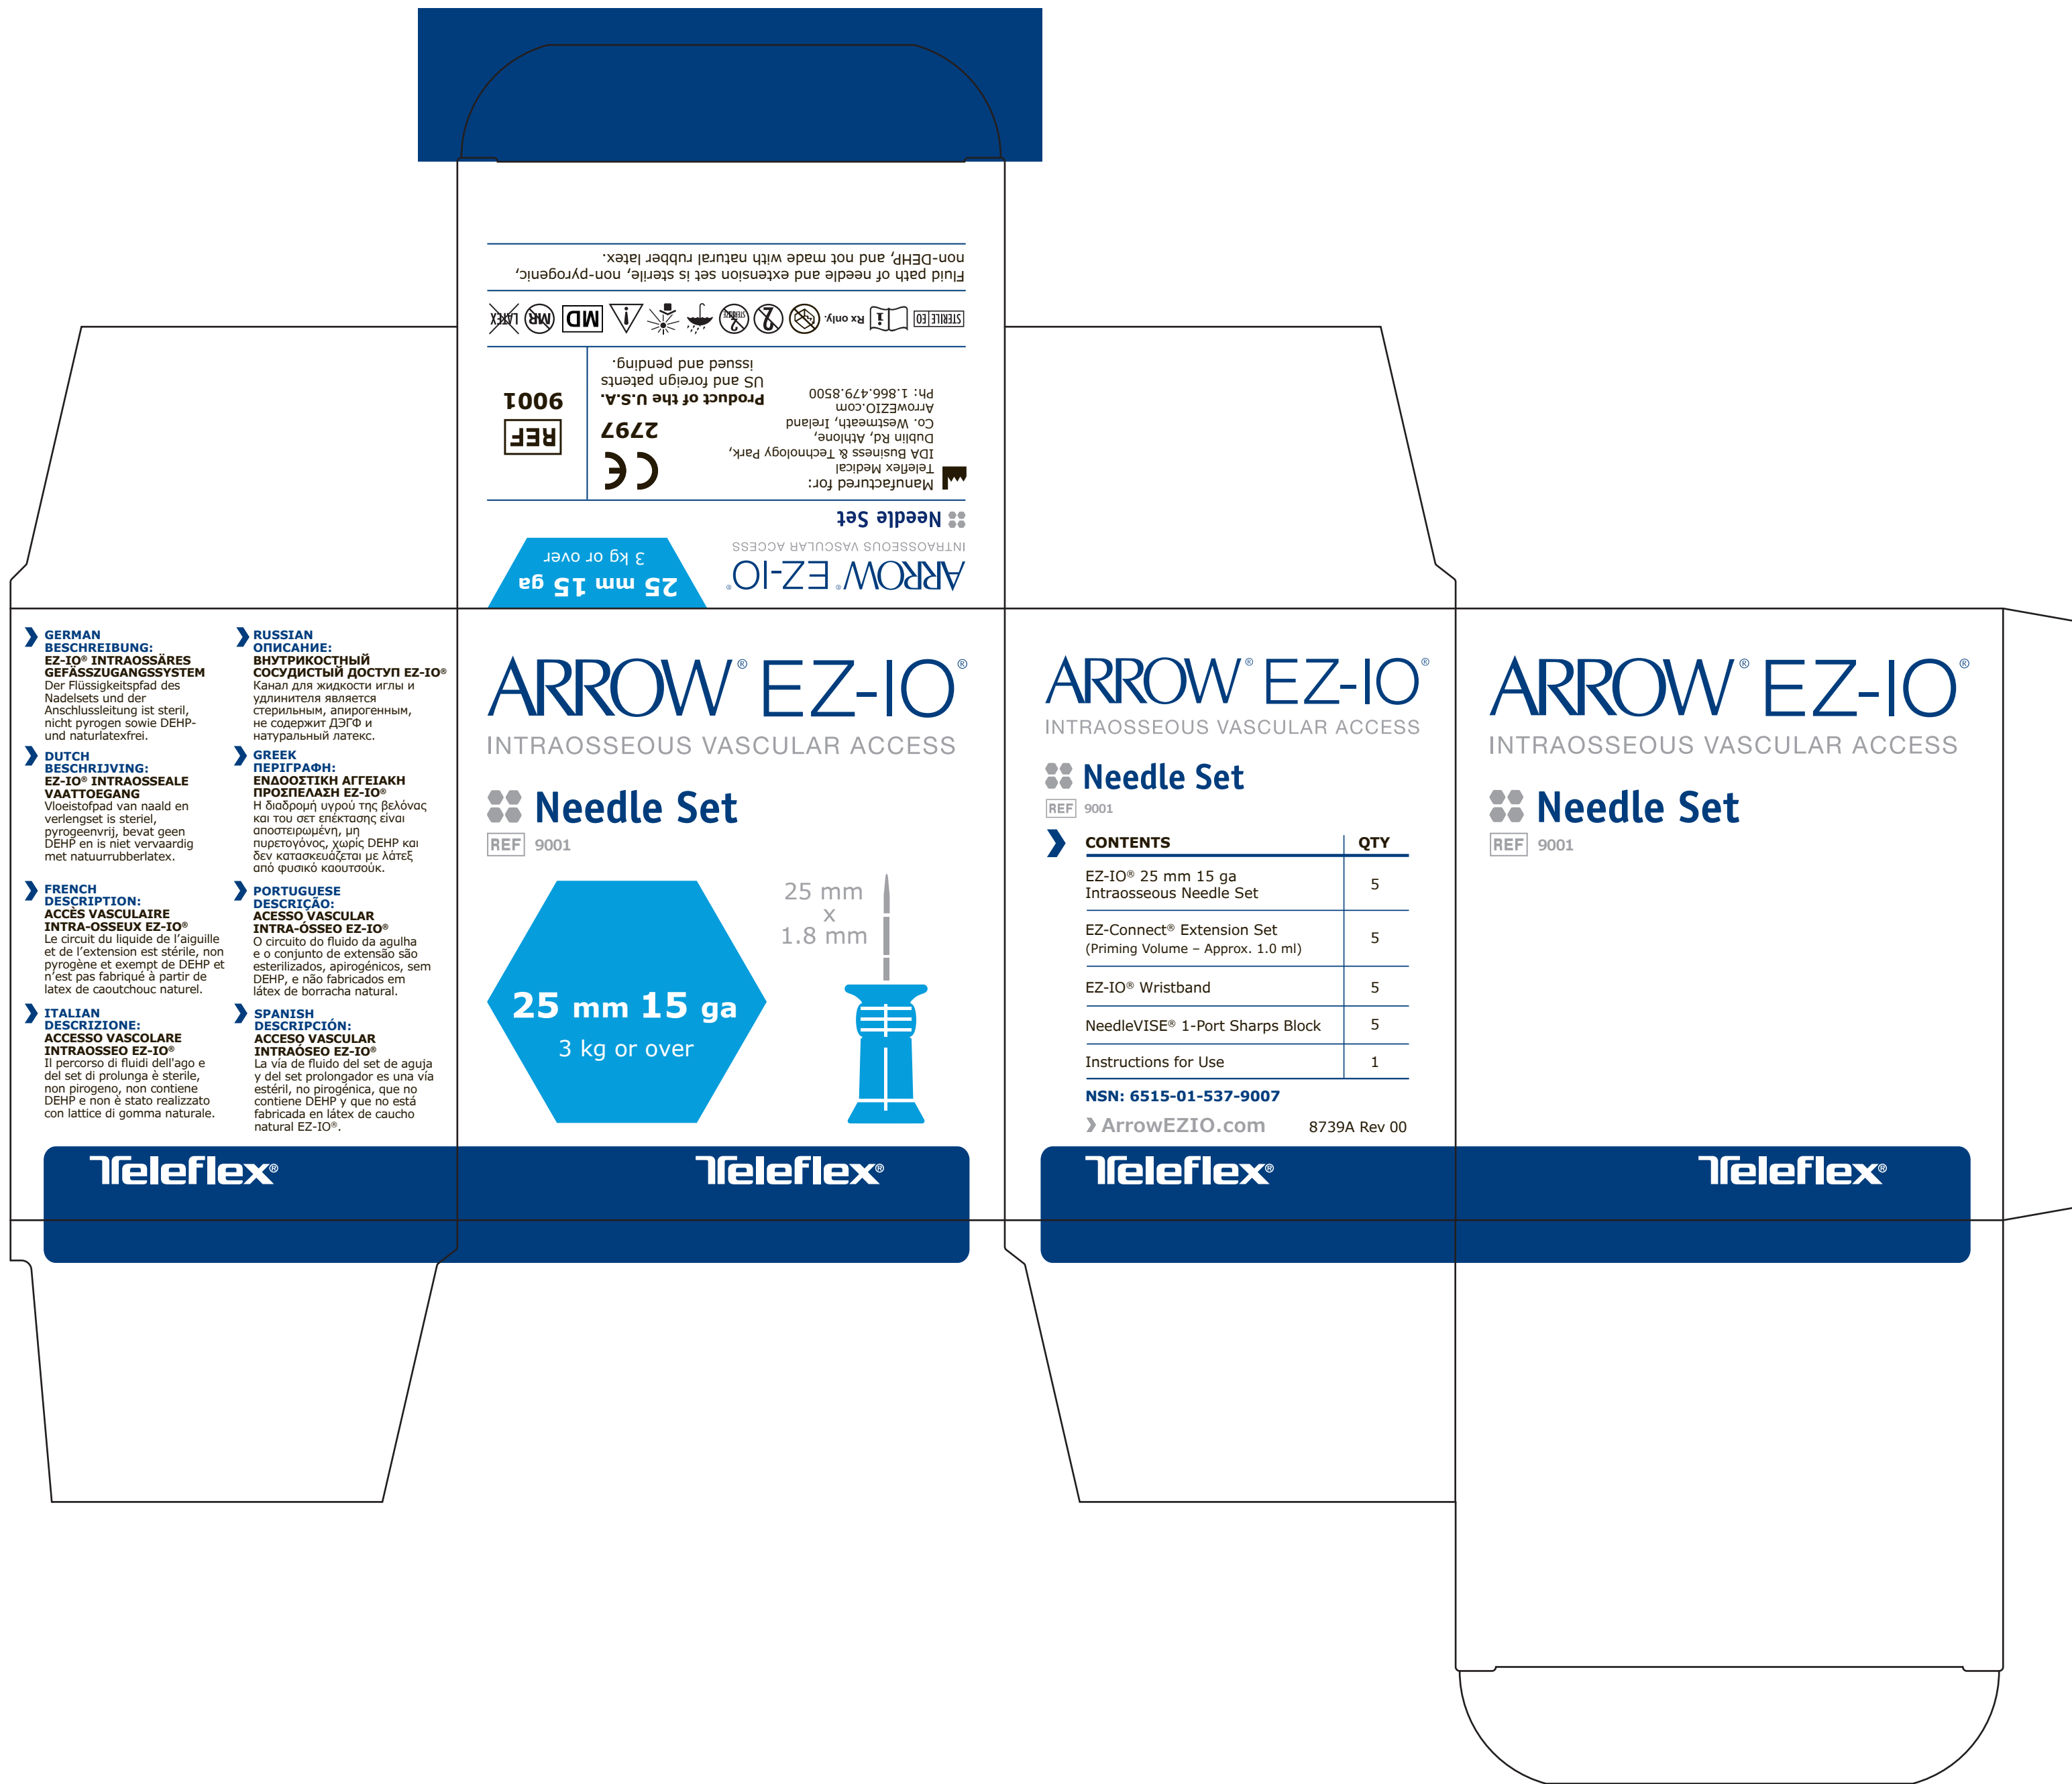 Fluid path of needle and extension set is sterile, non-pyrogenic,
non-DEHP, and not made with natural rubber latex.
STERILE EO
i
Rx only.
2
2 STERILIZE
MD
MR
LATEX
Manufactured for:
Teleflex Medical
IDA Business & Technology Park,
Dublin Rd, Athlone,
Co. Westmeath, Ireland
ArrowEZIO.com
Ph: 1.866.479.8500
CE
2797
Product of the U.S.A.
US and foreign patents
issued and pending.
REF
9001
ARROW® EZ-IO®
INTRAOSSEOUS VASCULAR ACCESS
Needle Set
25 mm 15 ga
3 kg or over
GERMAN
BESCHREIBUNG:
EZ-IO® INTRAOSSÄRES
GEFÄSSZUGANGSSYSTEM
Der Flüssigkeitspfad des
Nadelsets und der
Anschlussleitung ist steril,
nicht pyrogen sowie DEHP-
und naturlatexfrei.
DUTCH
BESCHRIJVING:
EZ-IO® INTRAOSSEALE
VAATTOEGANG
Vloeistofpad van naald en
verlengset is steriel,
pyrogeenvrij, bevat geen
DEHP en is niet vervaardig
met natuurrubberlatex.
FRENCH
DESCRIPTION:
ACCÈS VASCULAIRE
INTRA-OSSEUX EZ-IO®
Le circuit du liquide de l’aiguille
et de l’extension est stérile, non
pyrogène et exempt de DEHP et
n’est pas fabriqué à partir de
latex de caoutchouc naturel.
ITALIAN
DESCRIZIONE:
ACCESSO VASCOLARE
INTRAOSSEO EZ-IO®
Il percorso di fluidi dell'ago e
del set di prolunga è sterile,
non pirogeno, non contiene
DEHP e non è stato realizzato
con lattice di gomma naturale.
RUSSIAN
ОПИСАНИЕ:
ВНУТРИКОСТНЫЙ
СОСУДИСТЫЙ ДОСТУП EZ-IO®
Канал для жидкости иглы и
удлинителя является
стерильным, апирогенным,
не содержит ДЭГФ и
натуральный латекс.
GREEK
ΠΕΡΙΓΡΑΦΗ:
ΕΝΔΟΟΣΤΙΚΗ ΑΓΓΕΙΑΚΗ
ΠΡΟΣΠΕΛΑΣΗ EZ-IO®
Η διαδρομή υγρού της βελόνας
και του σετ επέκτασης είναι
αποστειρωμένη, μη
πυρετογόνος, χωρίς DEHP και
δεν κατασκευάζεται με λάτεξ
από φυσικό καουτσούκ.
PORTUGUESE
DESCRIÇÃO:
ACESSO VASCULAR
INTRA-ÓSSEO EZ-IO®
O circuito do fluido da agulha
e o conjunto de extensão são
esterilizados, apirogénicos, sem
DEHP, e não fabricados em
látex de borracha natural.
SPANISH
DESCRIPCIÓN:
ACCESO VASCULAR
INTRAÓSEO EZ-IO®
La vía de fluido del set de aguja
y del set prolongador es una vía
estéril, no pirogénica, que no
contiene DEHP y que no está
fabricada en látex de caucho
natural EZ-IO®.
Teleflex®
ARROW® EZ-IO®
INTRAOSSEOUS VASCULAR ACCESS
Needle Set
REF 9001
25 mm
x
1.8 mm
25 mm 15 ga
3 kg or over
Teleflex®
ARROW® EZ-IO®
INTRAOSSEOUS VASCULAR ACCESS
Needle Set
REF 9001
CONTENTS QTY
EZ-IO® 25 mm 15 ga
Intraosseous Needle Set 5
EZ-Connect® Extension Set
(Priming Volume – Approx. 1.0 ml) 5
EZ-IO® Wristband 5
NeedleVISE® 1-Port Sharps Block 5
Instructions for Use 1
NSN: 6515-01-537-9007
ArrowEZIO.com 8739A Rev 00
Teleflex®
ARROW® EZ-IO®
INTRAOSSEOUS VASCULAR ACCESS
Needle Set
REF 9001
Teleflex®